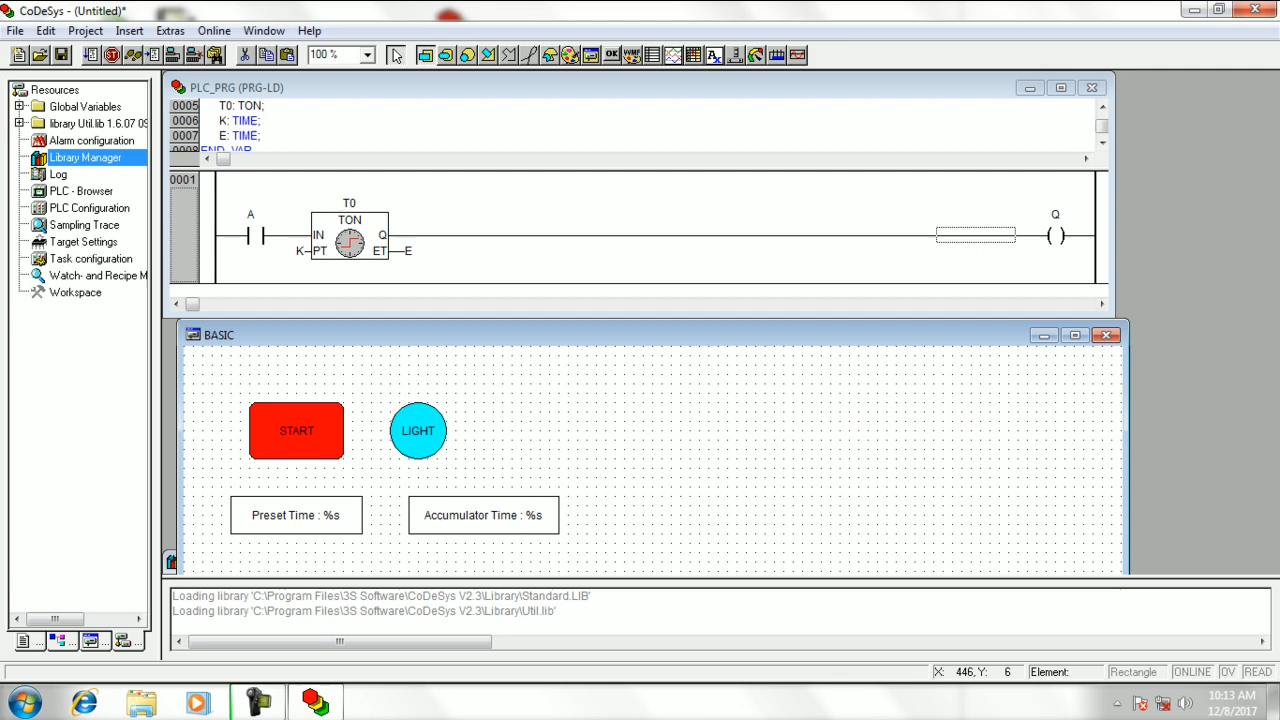 CoDeSys - (Untitled)*
File Edit Project Insert Extras Online Window Help
100 %
Resources
Global Variables
library Util.lib 1.6.07 09
Alarm configuration
Library Manager
Log
PLC - Browser
PLC Configuration
Sampling Trace
Target Settings
Task configuration
Watch- and Recipe M
Workspace
PLC_PRG (PRG-LD)
0005 T0: TON;
0006 K: TIME;
0007 E: TIME;
0008 END_VAR
0001
T0
A TON Q
IN Q
K PT ET E
BASIC
START LIGHT
Preset Time : %s Accumulator Time : %s
Loading library 'C:\Program Files\3S Software\CoDeSys V2.3\Library\Standard.LIB'
Loading library 'C:\Program Files\3S Software\CoDeSys V2.3\Library\Util.lib'
X: 446, Y: 6 Element: Rectangle ONLINE OV READ
10:13 AM
12/8/2017